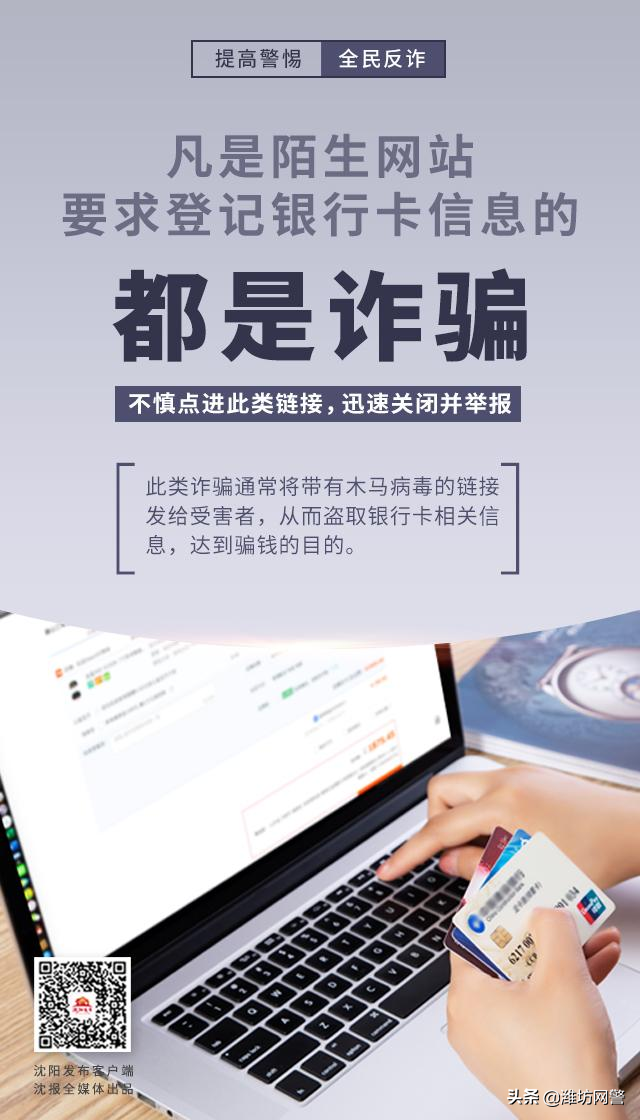 提高警惕 全民反诈
凡是陌生网站
要求登记银行卡信息的
都是诈骗
不慎点进此类链接，迅速关闭并举报
此类诈骗通常将带有木马病毒的链接
发给受害者，从而盗取银行卡相关信
息，达到骗钱的目的。
沈阳发布客户端
沈报全媒体出品
头条 @潍坊网警